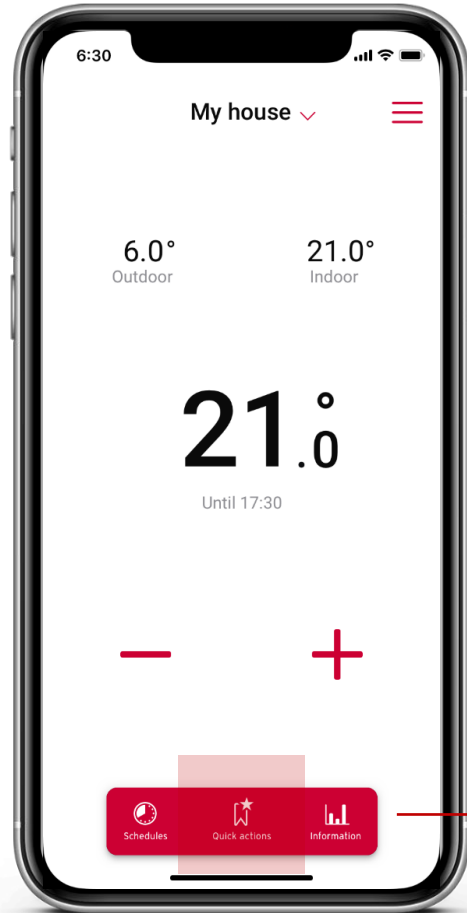 6:30
My house
6.0° 21.0°
Outdoor Indoor
21.0°
Until 17:30
Schedules Quick actions Information